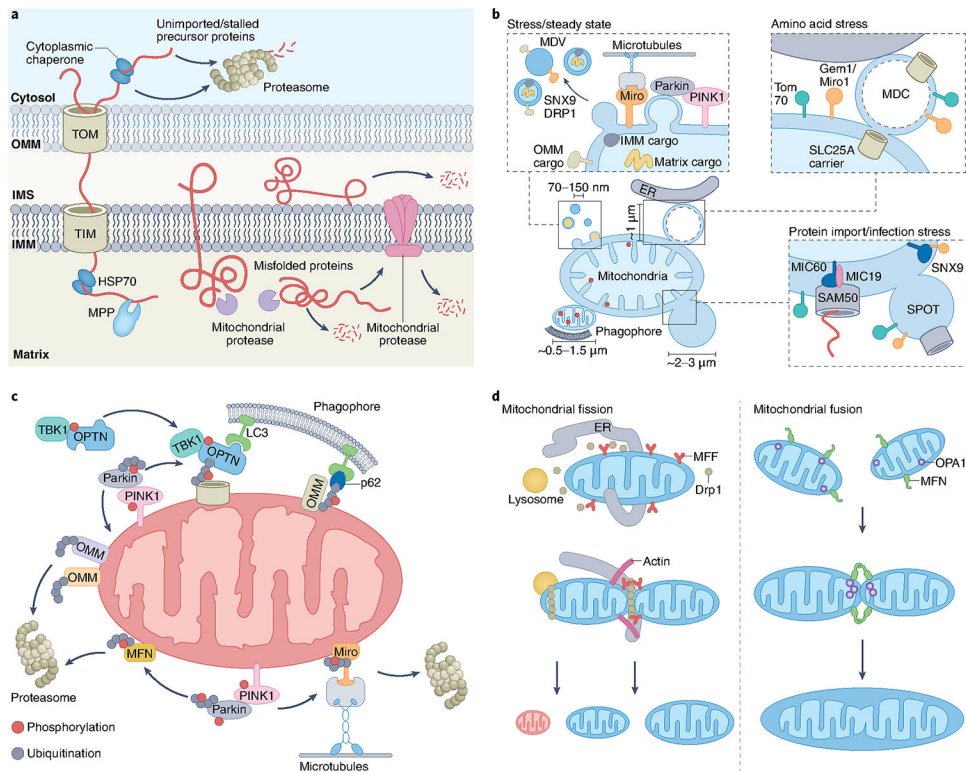 a
Unimported/stalled
precursor proteins
Cytoplasmic
chaperone
Proteasome
Cytosol
TOM
OMM
IMS
TIM
IMM
HSP70
MPP
Misfolded proteins
Mitochondrial
protease
Mitochondrial
protease
Matrix
b
Stress/steady state
MDV
Microtubules
SNX9
DRP1
Miro
Parkin
PINK1
IMM cargo
OMM
cargo
Matrix cargo
Amino acid stress
Gem1/
Miro1
Tom
70
MDC
SLC25A
carrier
70–150 nm
ER
~1 μm
Mitochondria
Phagophore
~0.5–1.5 μm
~2–3 μm
Protein import/infection stress
MIC60
MIC19
SNX9
SAM50
SPOT
c
Phagophore
TBK1
OPTN
TBK1
OPTN
LC3
Parkin
PINK1
OMM
p62
OMM
OMM
MFN
Miro
Proteasome
PINK1
Parkin
Phosphorylation
Ubiquitination
Microtubules
d
Mitochondrial fission
ER
MFF
Lysosome
Drp1
Actin
Mitochondrial fusion
OPA1
MFN